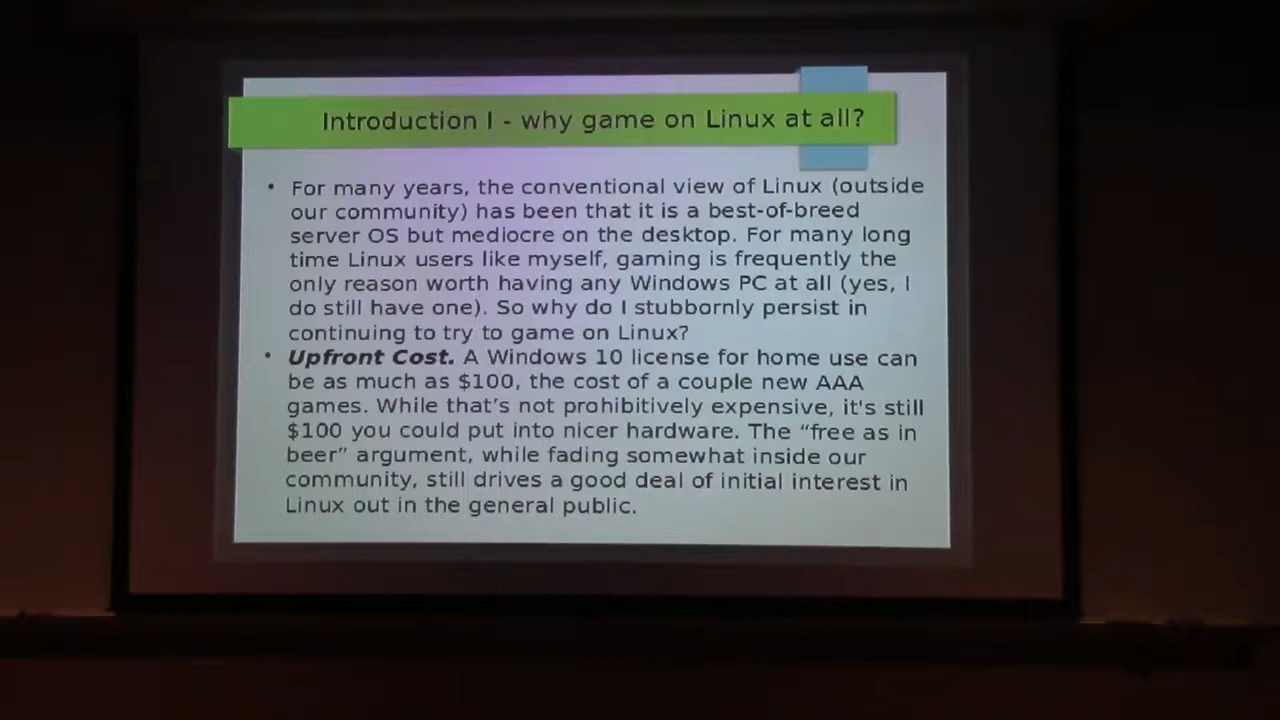 Introduction I - why game on Linux at all?
• For many years, the conventional view of Linux (outside
our community) has been that it is a best-of-breed
server OS but mediocre on the desktop. For many long
time Linux users like myself, gaming is frequently the
only reason worth having any Windows PC at all (yes, I
do still have one). So why do I stubbornly persist in
continuing to try to game on Linux?
• Upfront Cost. A Windows 10 license for home use can
be as much as $100, the cost of a couple new AAA
games. While that’s not prohibitively expensive, it's still
$100 you could put into nicer hardware. The “free as in
beer” argument, while fading somewhat inside our
community, still drives a good deal of initial interest in
Linux out in the general public.